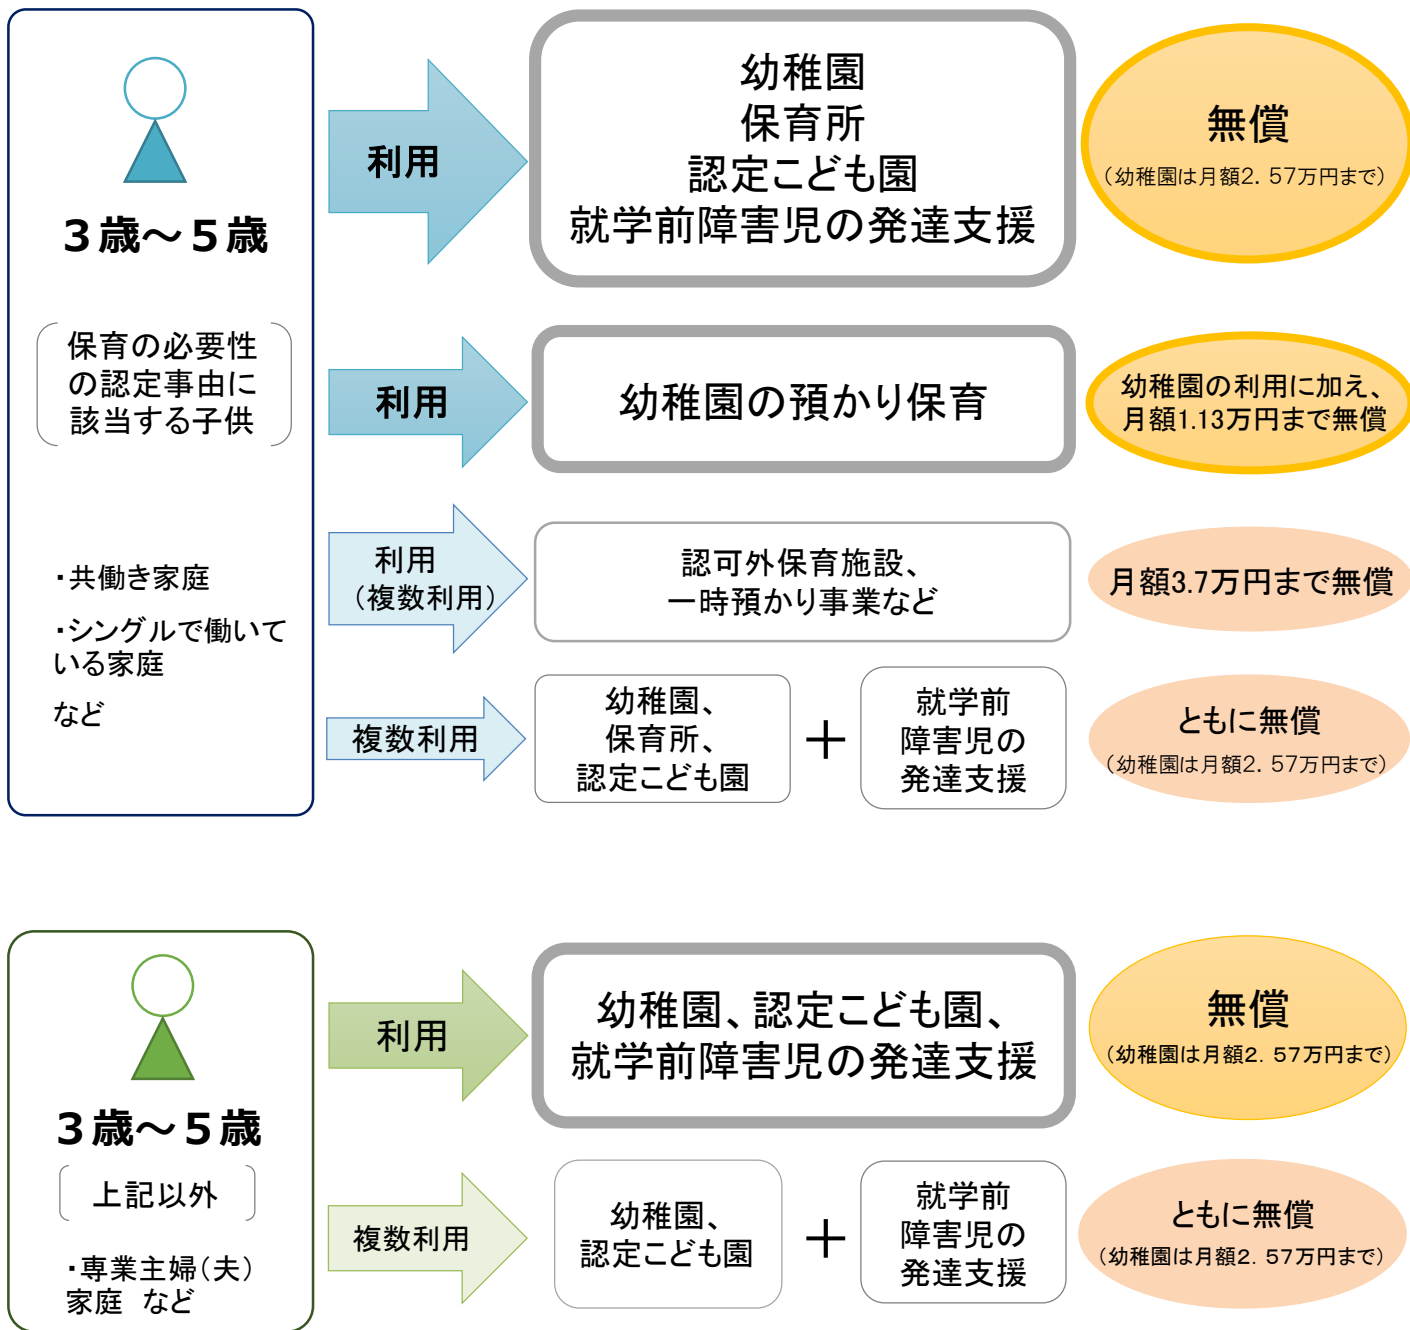 ３歳～５歳
保育の必要性
の認定事由に
該当する子供
・共働き家庭
・シングルで働いて
いる家庭
など
利用
幼稚園
保育所
認定こども園
就学前障害児の発達支援
無償
（幼稚園は月額2．57万円まで）
利用
幼稚園の預かり保育
幼稚園の利用に加え、
月額1.13万円まで無償
利用
（複数利用）
認可外保育施設、
一時預かり事業など
月額3.7万円まで無償
複数利用
幼稚園、
保育所、
認定こども園
＋
就学前
障害児の
発達支援
ともに無償
（幼稚園は月額2．57万円まで）
３歳～５歳
上記以外
・専業主婦（夫）
家庭　など
利用
幼稚園、認定こども園、
就学前障害児の発達支援
無償
（幼稚園は月額2．57万円まで）
複数利用
幼稚園、
認定こども園
＋
就学前
障害児の
発達支援
ともに無償
（幼稚園は月額2．57万円まで）